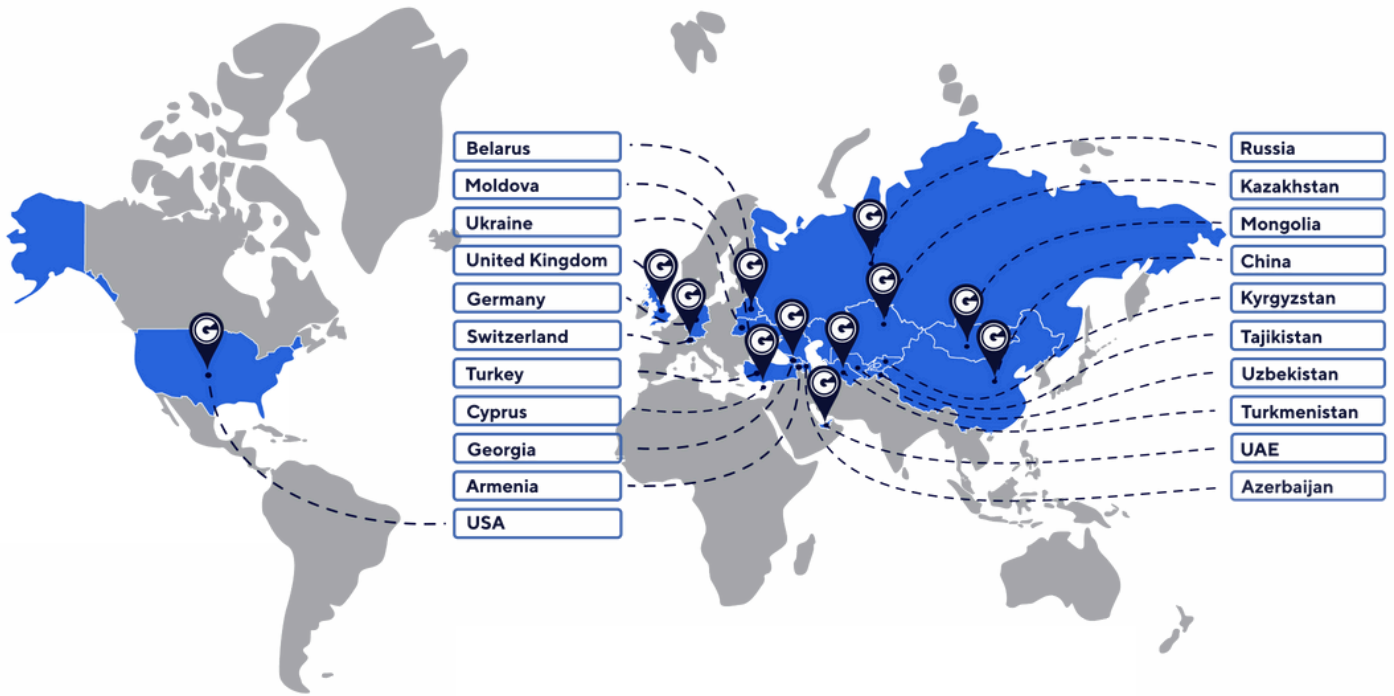 Belarus
Moldova
Ukraine
United Kingdom
Germany
Switzerland
Turkey
Cyprus
Georgia
Armenia
USA
Russia
Kazakhstan
Mongolia
China
Kyrgyzstan
Tajikistan
Uzbekistan
Turkmenistan
UAE
Azerbaijan